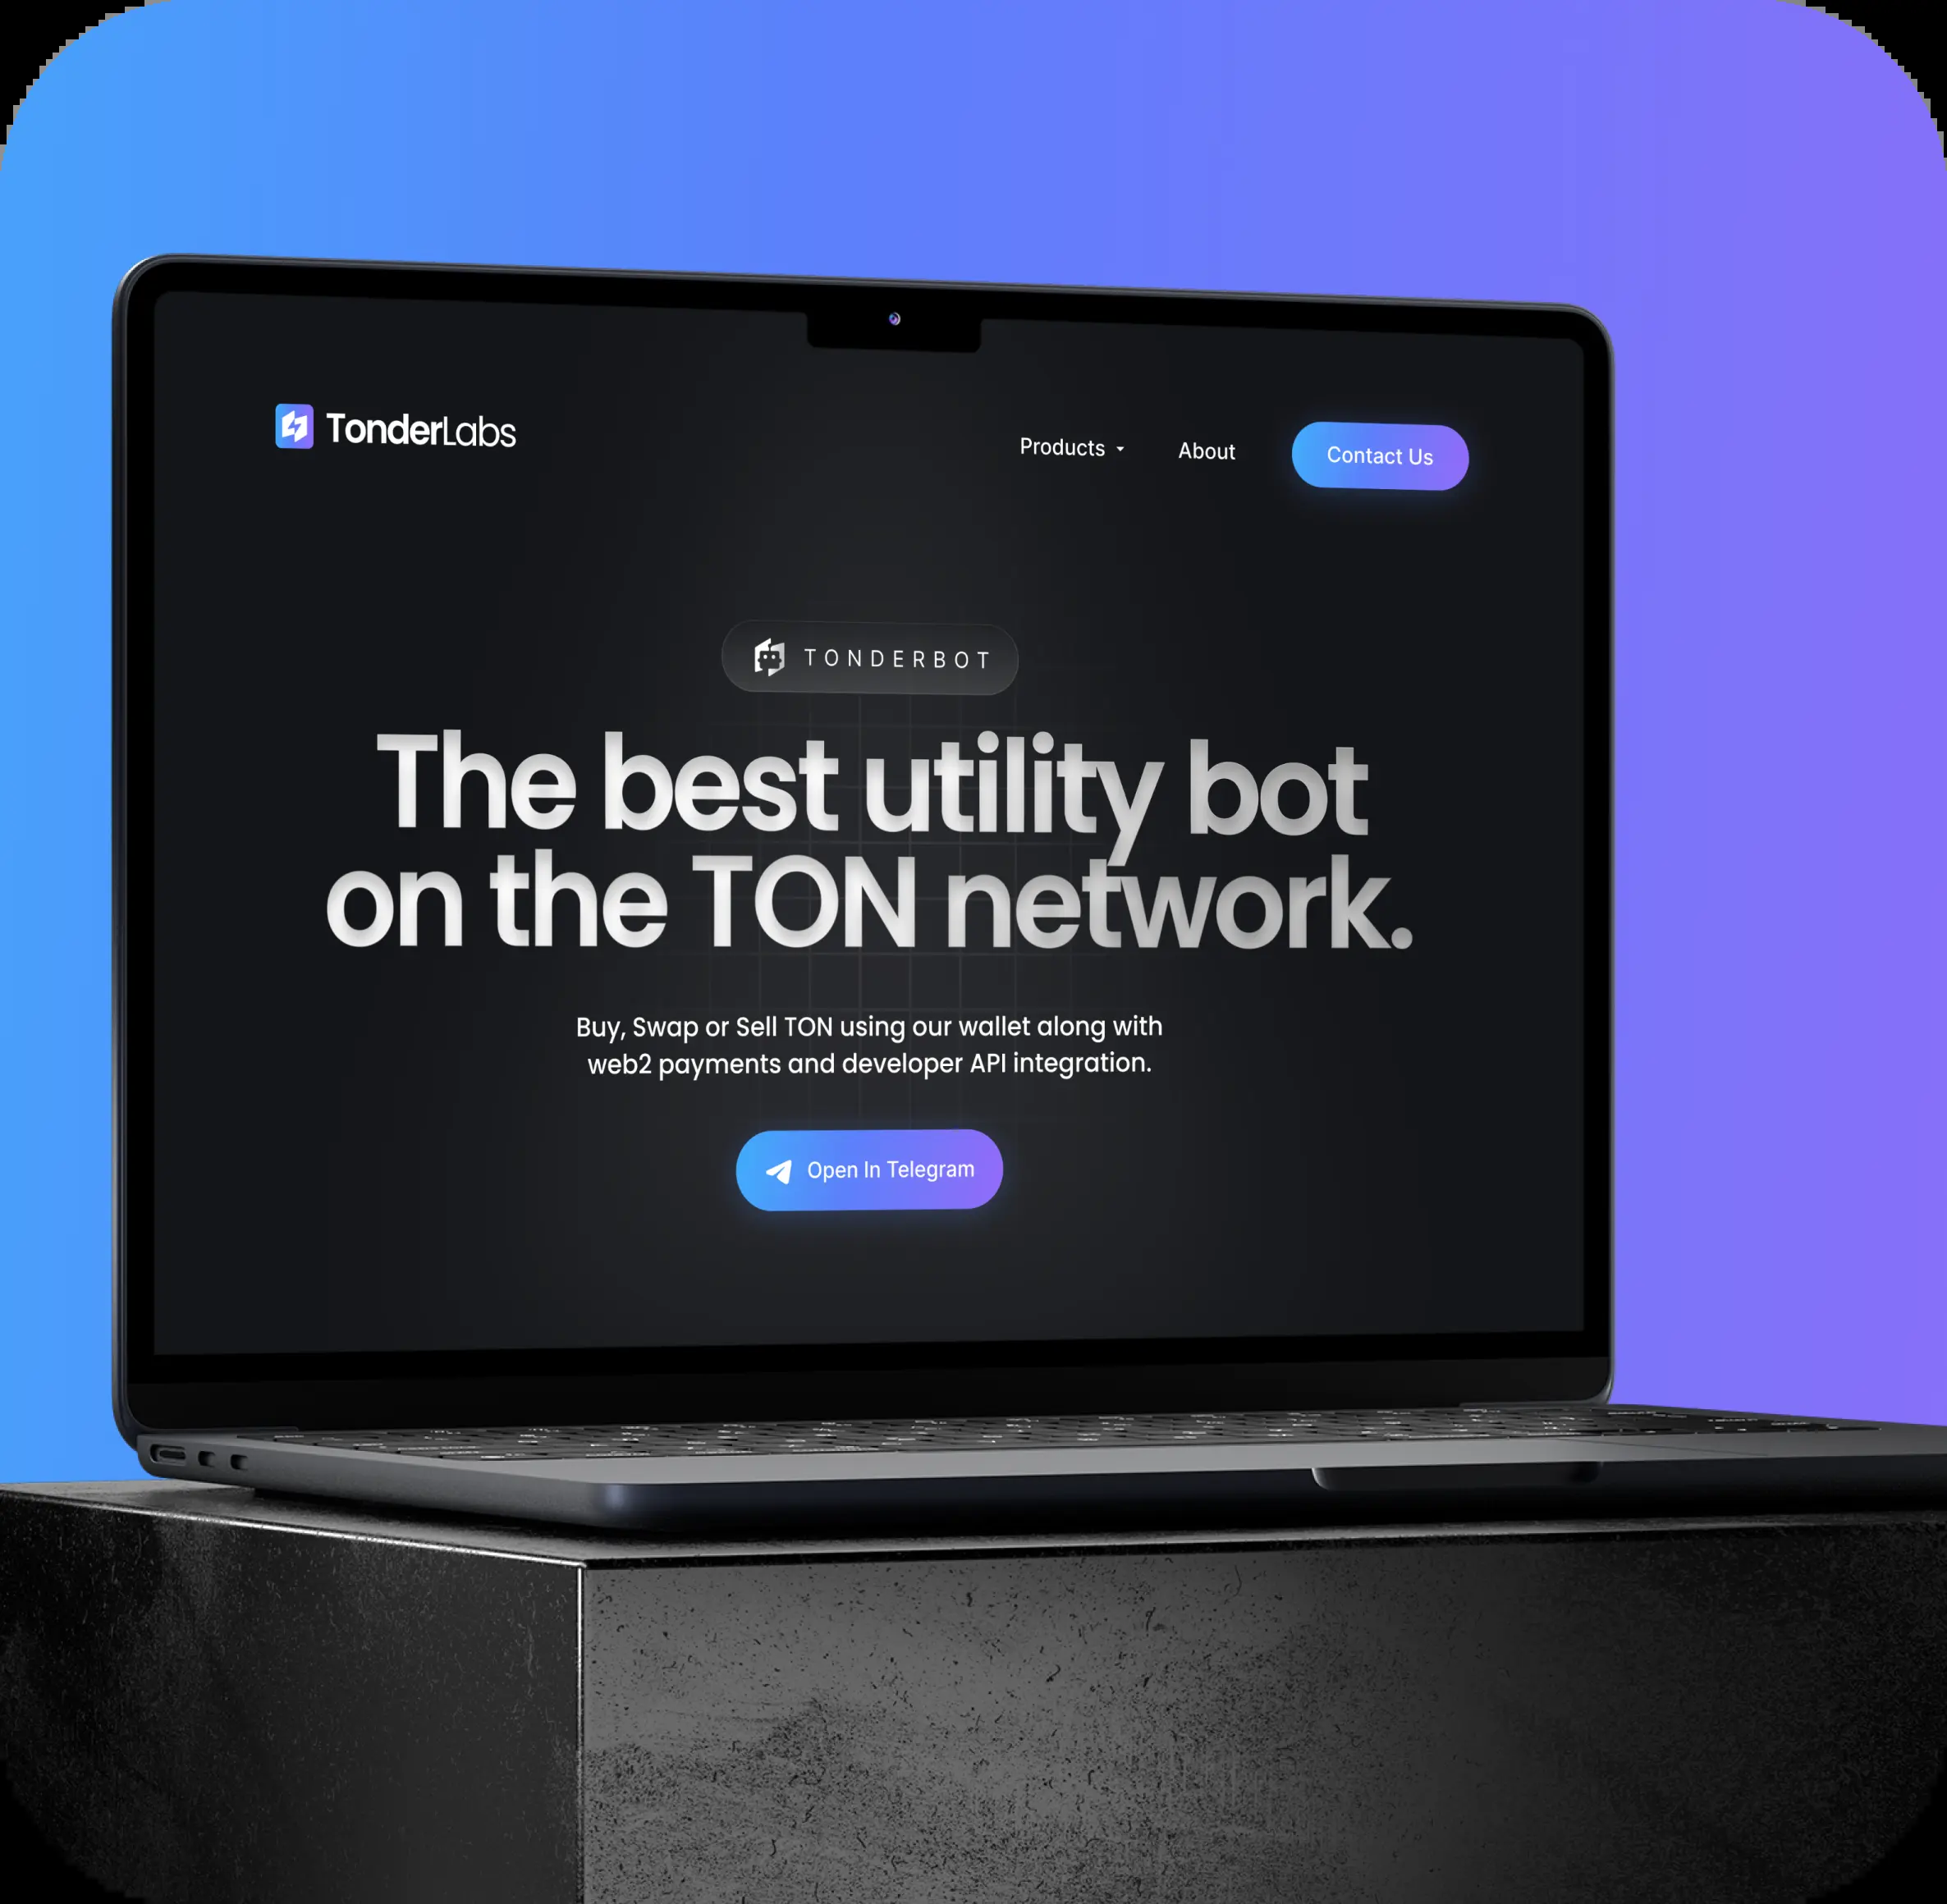 TonderLabs
Products
About
Contact Us
TONDERBOT
The best utility bot
on the TON network.
Buy, Swap or Sell TON using our wallet along with
web2 payments and developer API integration.
Open In Telegram